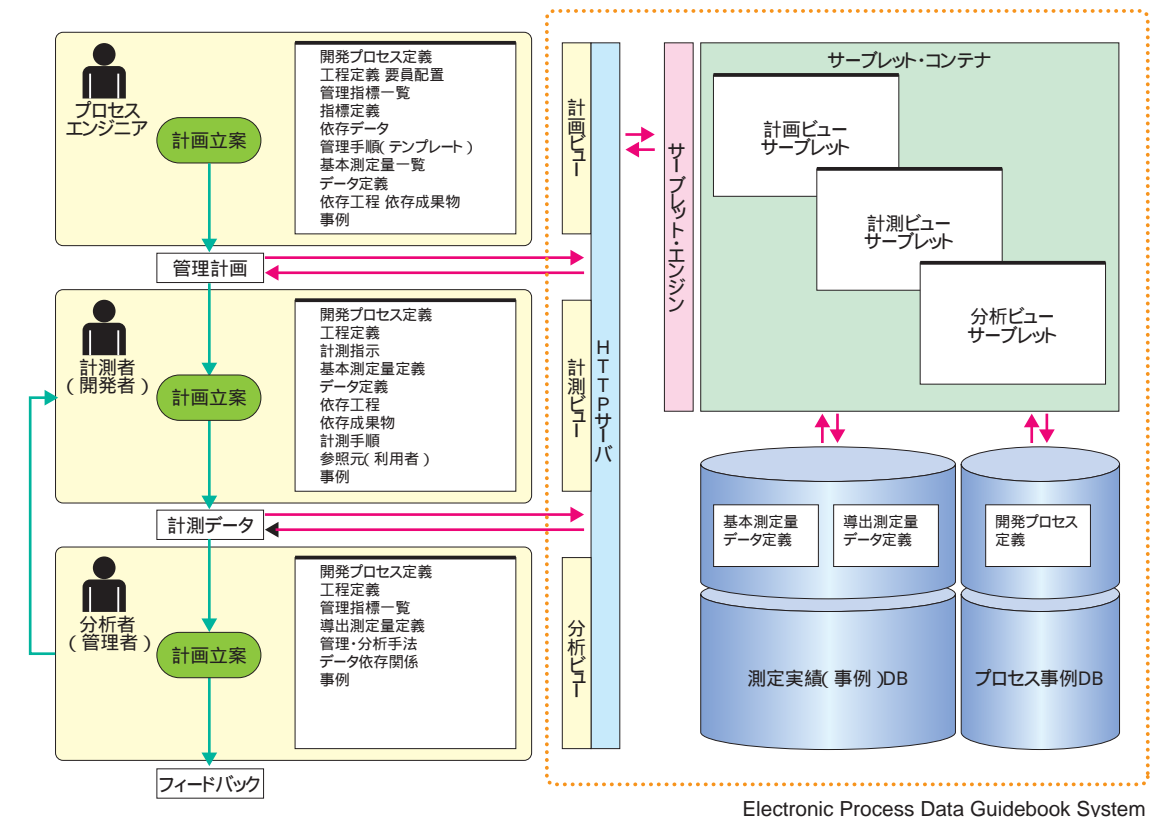 プロセス
エンジニア
計画立案
開発プロセス定義
工程定義 要員配置
管理指標一覧
指標定義
依存データ
管理手順(テンプレート)
基本測定量一覧
データ定義
依存工程 依存成果物
事例
管理計画
計測者
(開発者)
計画立案
開発プロセス定義
工程定義
計測指示
基本測定量定義
データ定義
依存工程
依存成果物
計測手順
参照元(利用者)
事例
計測データ
分析者
(管理者)
計画立案
開発プロセス定義
工程定義
管理指標一覧
導出測定量定義
管理・分析手法
データ依存関係
事例
フィードバック
計画ビュー
計測ビュー
分析ビュー
HTTPサーバ
サーブレット・エンジン
サーブレット・コンテナ
計画ビュー
サーブレット
計測ビュー
サーブレット
分析ビュー
サーブレット
基本測定量
データ定義
導出測定量
データ定義
開発プロセス
定義
測定実績(事例)DB
プロセス事例DB
Electronic Process Data Guidebook System